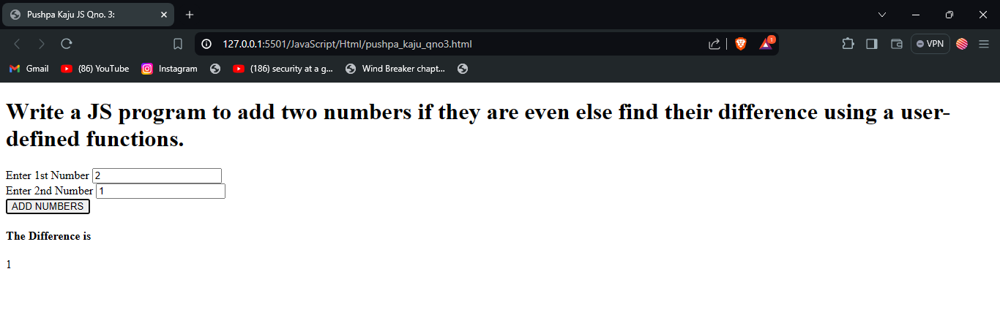 Pushpa Kaju JS Qno. 3:
127.0.0.1:5501/JavaScript/Html/pushpa_kaju_qno3.html
1
VPN
Gmail
(86) YouTube
Instagram
(186) security at a g...
Wind Breaker chapt...
Write a JS program to add two numbers if they are even else find their difference using a user-
defined functions.
Enter 1st Number 2
Enter 2nd Number 1
ADD NUMBERS
The Difference is
1